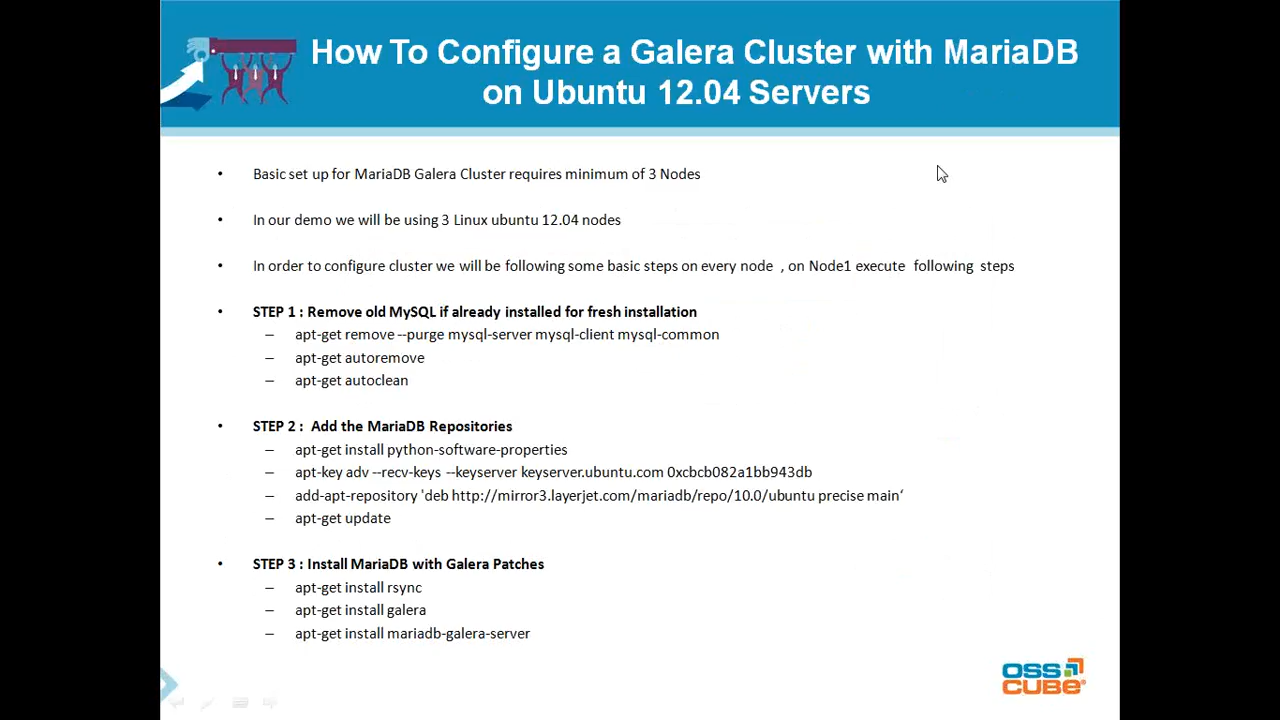 How To Configure a Galera Cluster with MariaDB
on Ubuntu 12.04 Servers
• Basic set up for MariaDB Galera Cluster requires minimum of 3 Nodes
• In our demo we will be using 3 Linux ubuntu 12.04 nodes
• In order to configure cluster we will be following some basic steps on every node , on Node1 execute following steps
• STEP 1 : Remove old MySQL if already installed for fresh installation
– apt-get remove --purge mysql-server mysql-client mysql-common
– apt-get autoremove
– apt-get autoclean
• STEP 2 : Add the MariaDB Repositories
– apt-get install python-software-properties
– apt-key adv --recv-keys --keyserver keyserver.ubuntu.com 0xcbcb082a1bb943db
– add-apt-repository 'deb http://mirror3.layerjet.com/mariadb/repo/10.0/ubuntu precise main‘
– apt-get update
• STEP 3 : Install MariaDB with Galera Patches
– apt-get install rsync
– apt-get install galera
– apt-get install mariadb-galera-server
OSS
CUBE®